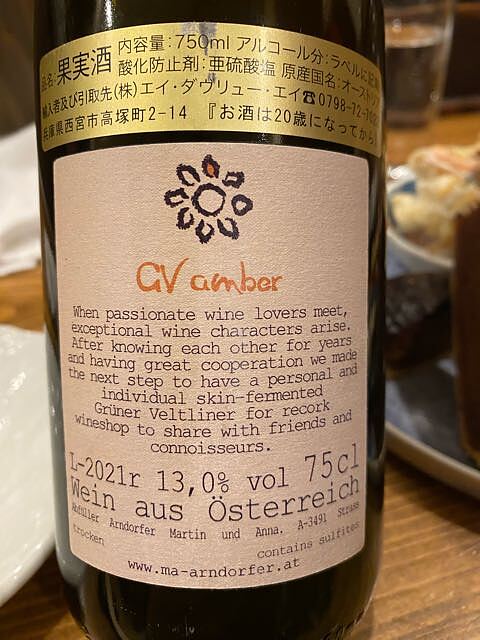 品名:果実酒 内容量:750ml アルコール分:ラベルに記
酸化防止剤:亜硫酸塩 原産国名:オースト
輸入者及び引取先(株)エイ・ダヴリュー・エイ☎0798-72-702
兵庫県西宮市高塚町2-14 『お酒は20歳になってから
GV amber
When passionate wine lovers meet,
exceptional wine characters arise.
After knowing each other for years
and having great cooperation we made
the next step to have a personal and
individual skin-fermented
Grüner Veltliner for recork
wineshop to share with friends and
connoisseurs.
L-2021r 13,0% vol 75cl
Wein aus Österreich
Abfüller Arndorfer Martin und Anna. A-3491 Strass
trocken contains sulfites
www.ma-arndorfer.at